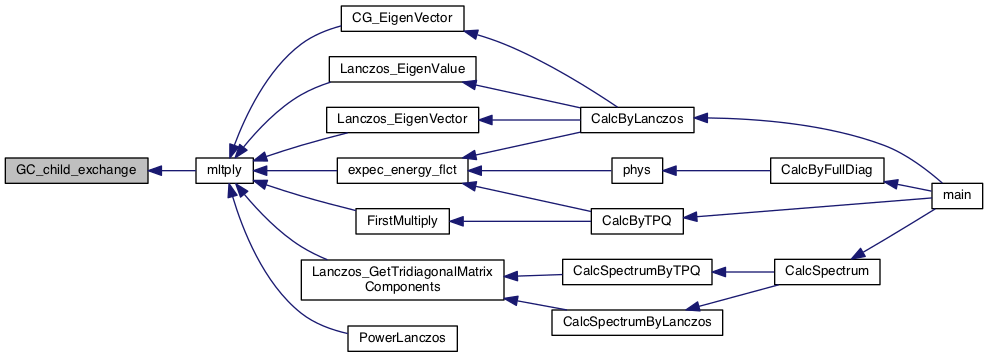 CG_EigenVector
Lanczos_EigenValue
Lanczos_EigenVector
CalcByLanczos
GC_child_exchange
mltply
expec_energy_flct
phys
CalcByFullDiag
main
FirstMultiply
CalcByTPQ
Lanczos_GetTridiagonalMatrix
Components
CalcSpectrumByTPQ
CalcSpectrum
CalcSpectrumByLanczos
PowerLanczos